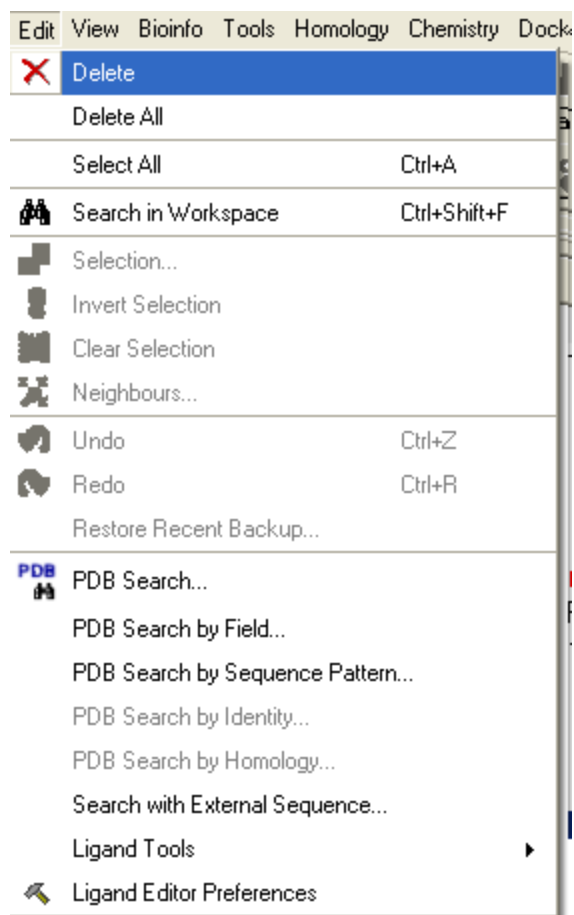 Edit View Bioinfo Tools Homology Chemistry Dock
Delete
Delete All
Select All Ctrl+A
Search in Workspace Ctrl+Shift+F
Selection...
Invert Selection
Clear Selection
Neighbours...
Undo Ctrl+Z
Redo Ctrl+R
Restore Recent Backup...
PDB PDB Search...
PDB Search by Field...
PDB Search by Sequence Pattern...
PDB Search by Identity...
PDB Search by Homology...
Search with External Sequence...
Ligand Tools
Ligand Editor Preferences